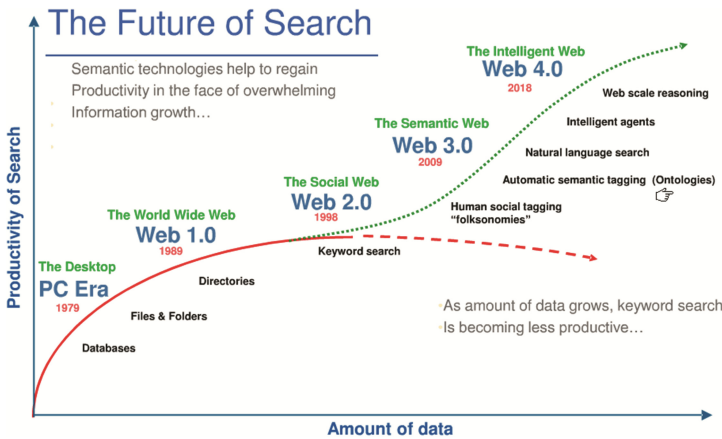 The Future of Search
Semantic technologies help to regain
Productivity in the face of overwhelming
Information growth…
The Intelligent Web
Web 4.0
2018
Web scale reasoning
Intelligent agents
The Semantic Web
Web 3.0
2009
Natural language search
Automatic semantic tagging (Ontologies)
The Social Web
Web 2.0
1998
Human social tagging
“folksonomies”
The World Wide Web
Web 1.0
1989
Keyword search
The Desktop
PC Era
1979
Directories
Files & Folders
Databases
As amount of data grows, keyword search
Is becoming less productive…
Productivity of Search
Amount of data